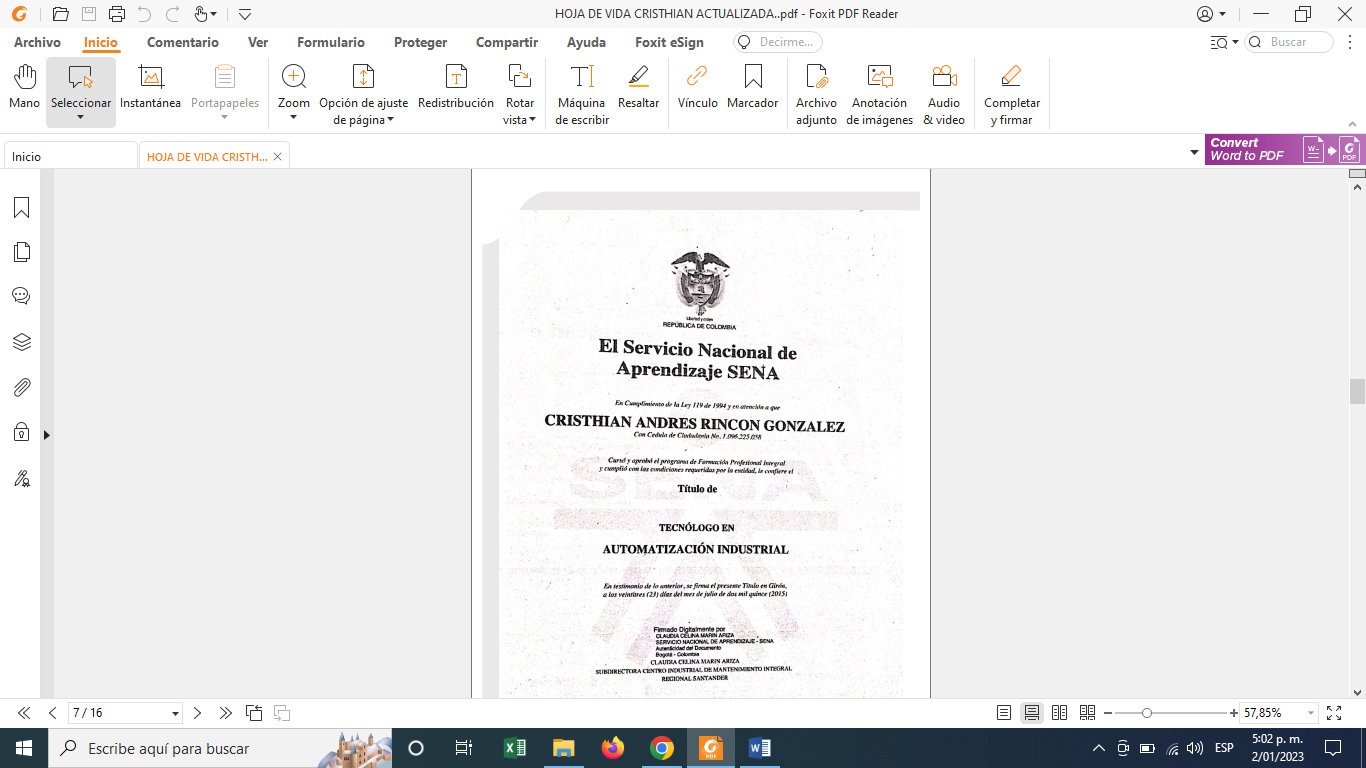 HOJA DE VIDA CRISTHIAN ACTUALIZADA..pdf - Foxit PDF Reader
Archivo Inicio Comentario Ver Formulario Proteger Compartir Ayuda Foxit eSign Decirme... Buscar
Mano Seleccionar Instantánea Portapapeles Zoom Opción de ajuste de página Redistribución Rotar vista Máquina de escribir Resaltar Vínculo Marcador Archivo adjunto Anotación de imágenes Audio & video Completar y firmar
Inicio HOJA DE VIDA CRISTH...
Convert
Word to PDF
libertad y orden
REPÚBLICA DE COLOMBIA
El Servicio Nacional de
Aprendizaje SENA
En Cumplimiento de la Ley 119 de 1994 y en atención a que
CRISTHIAN ANDRES RINCON GONZALEZ
Con Cedula de Ciudadania No. 1.096.225.058
Cursó y aprobó el programa de Formación Profesional Integral
y cumplió con las condiciones requeridas por la entidad, le confiere el
SENA
Título de
TECNÓLOGO EN
AUTOMATIZACIÓN INDUSTRIAL
En testimonio de lo anterior, se firma el presente Título en Girón,
a los veintitres (23) días del mes de julio de dos mil quince (2015)
Firmado Digitalmente por
CLAUDIA CELINA MARIN ARIZA
SERVICIO NACIONAL DE APRENDIZAJE - SENA
Autenticidad del Documento
Bogotá - Colombia
CLAUDIA CELINA MARIN ARIZA
SUBDIRECTORA CENTRO INDUSTRIAL DE MANTENIMIENTO INTEGRAL
REGIONAL SANTANDER
7 / 16 57,85%
Escribe aquí para buscar ESP 5:02 p. m.
2/01/2023